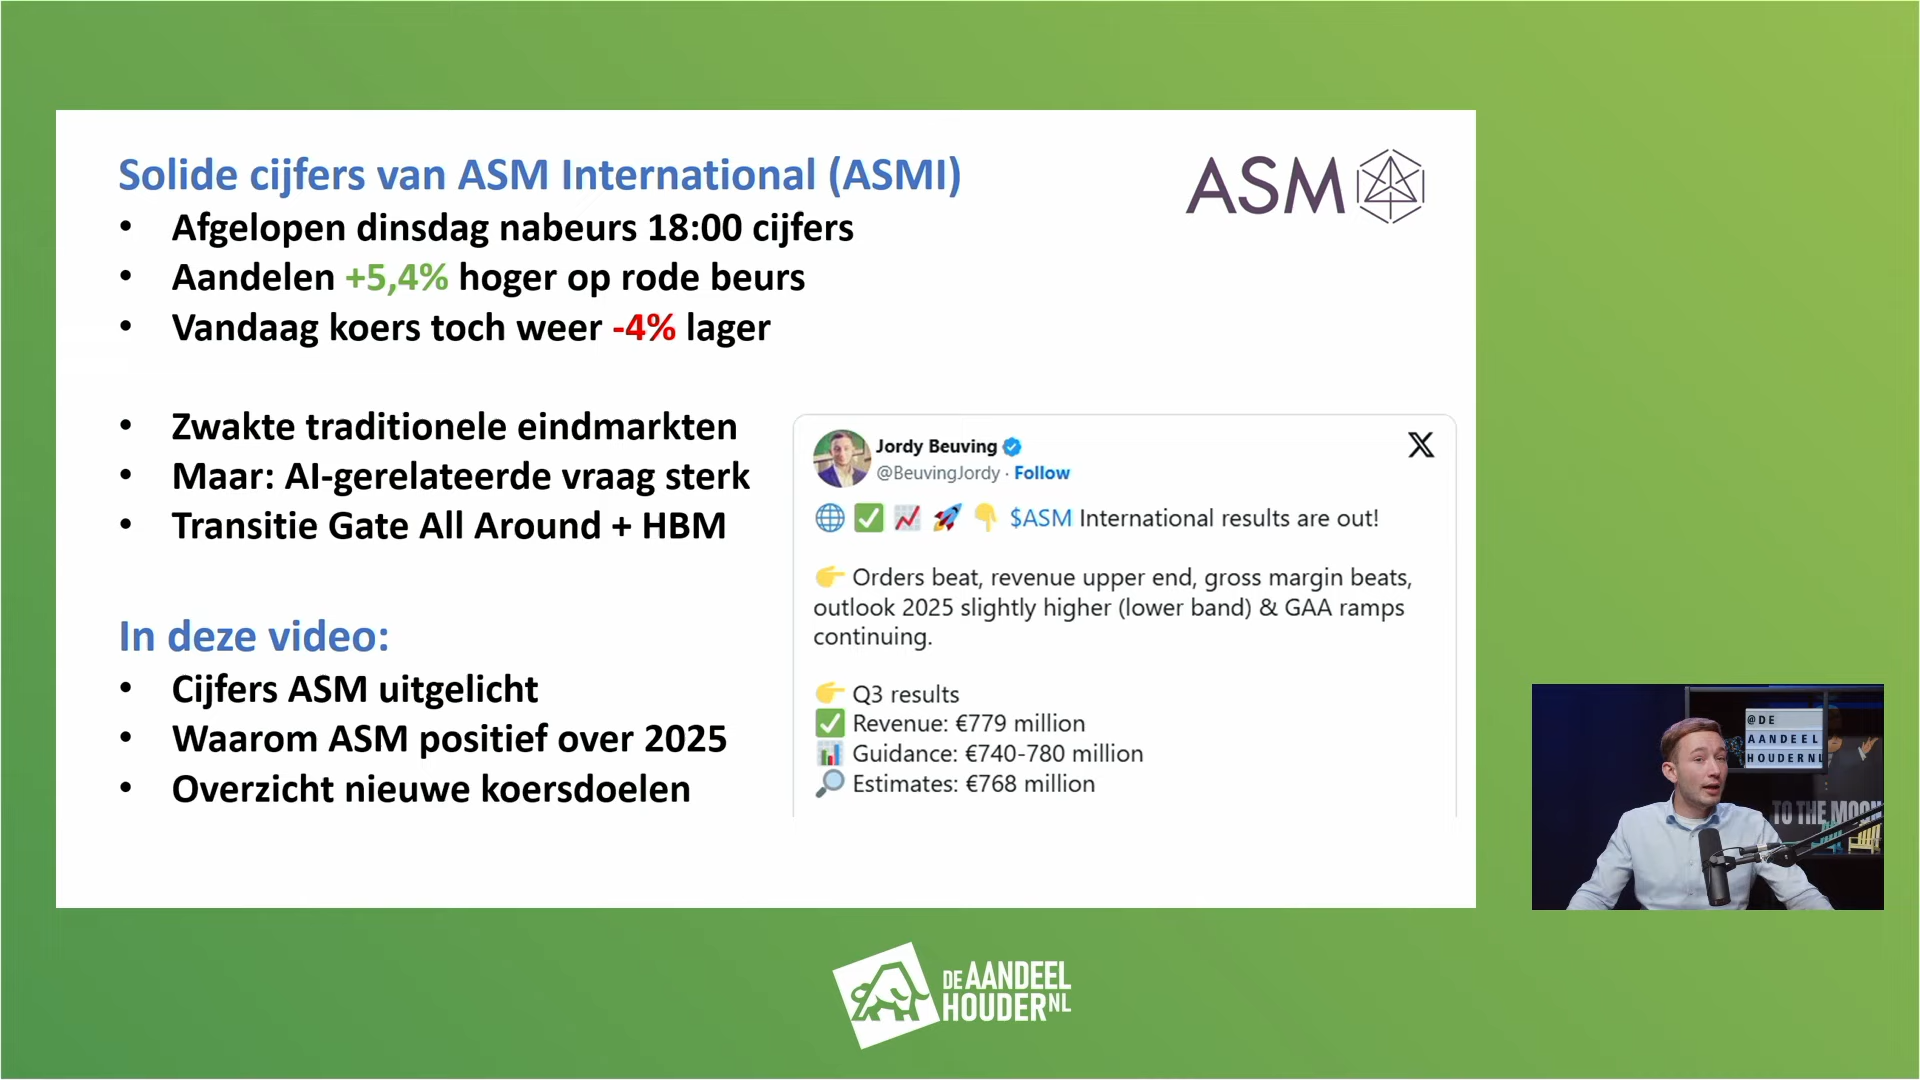 Solide cijfers van ASM International (ASMI)
• Afgelopen dinsdag nabeurs 18:00 cijfers
• Aandelen +5,4% hoger op rode beurs
• Vandaag koers toch weer -4% lager
• Zwakte traditionele eindmarkten
• Maar: AI-gerelateerde vraag sterk
• Transitie Gate All Around + HBM
In deze video:
• Cijfers ASM uitgelicht
• Waarom ASM positief over 2025
• Overzicht nieuwe koersdoelen
ASM
Jordy Beuving
@BeuvingJordy · Follow
🌐 ✅ 📈 🚀 👇 $ASM International results are out!
👉 Orders beat, revenue upper end, gross margin beats,
outlook 2025 slightly higher (lower band) & GAA ramps
continuing.
👉 Q3 results
✅ Revenue: €779 million
📊 Guidance: €740-780 million
🔎 Estimates: €768 million
@DE
AANDEEL
HOUDERNL
TO THE MOON
DE AANDEEL
HOUDER NL